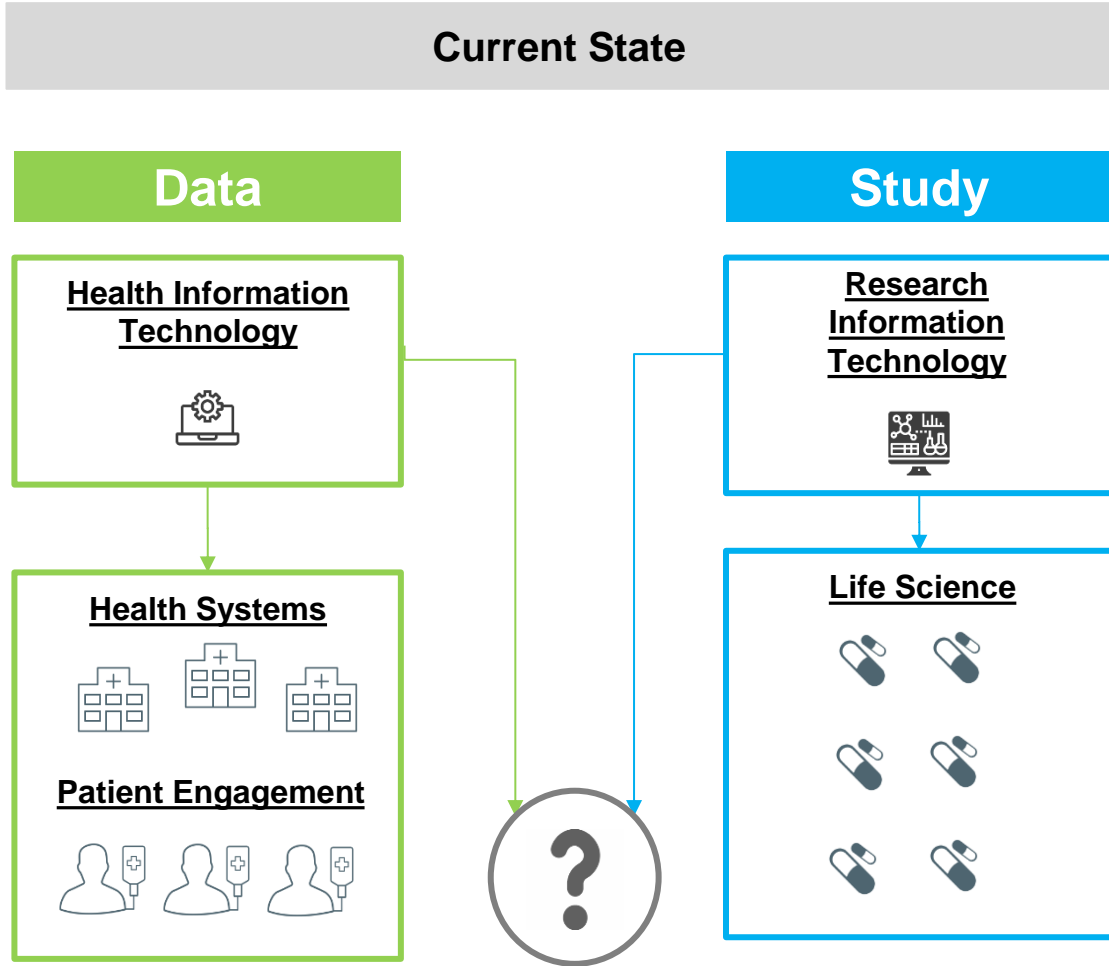 Current State
Data
Study
Health Information
Technology
Research
Information
Technology
Health Systems
Patient Engagement
Life Science
?